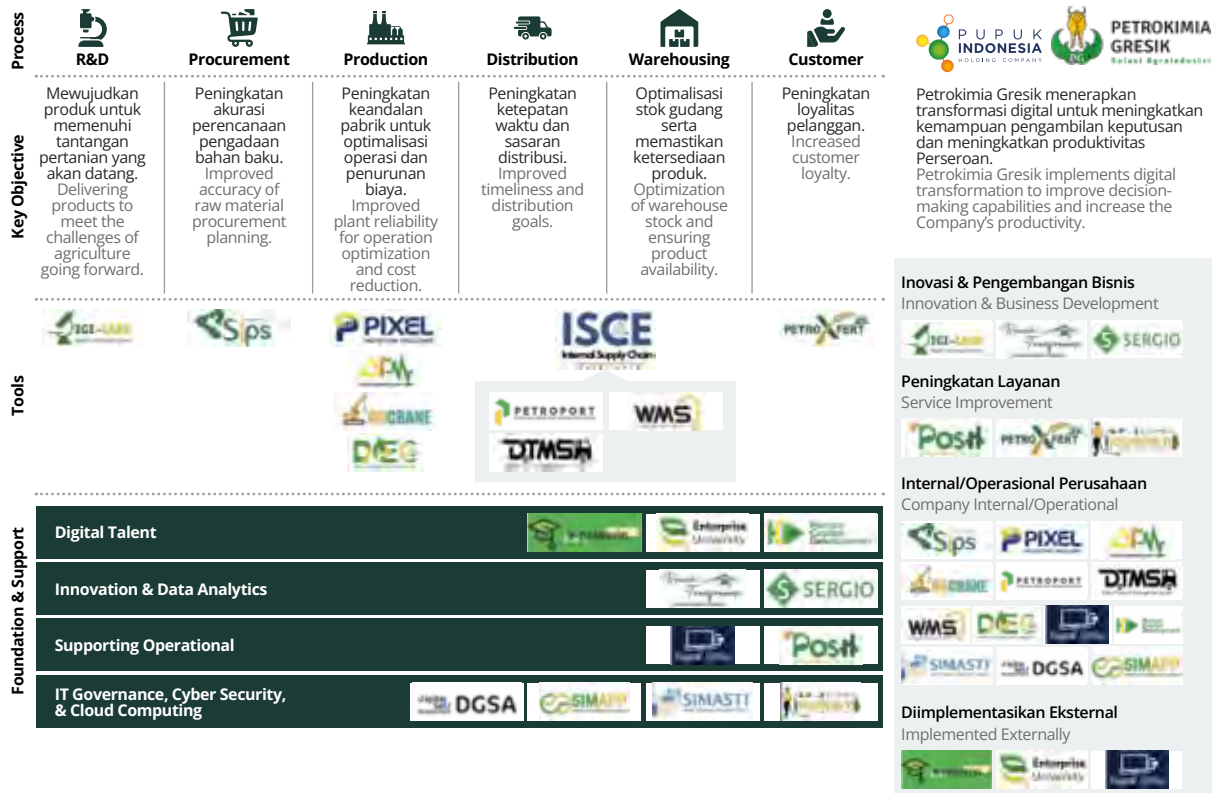 Process
R&D
Procurement
Production
Distribution
Warehousing
Customer
PUPUK
INDONESIA
HOLDING COMPANY
PETROKIMIA
GRESIK
Solusi Agroindustri
Key Objective
Mewujudkan
produk untuk
memenuhi
tantangan
pertanian yang
akan datang.
Delivering
products to
meet the
challenges of
agriculture
going forward.
Peningkatan
akurasi
perencanaan
pengadaan
bahan baku.
Improved
accuracy of
raw material
procurement
planning.
Peningkatan
keandalan
pabrik untuk
optimalisasi
operasi dan
penurunan
biaya.
Improved
plant reliability
for operation
optimization
and cost
reduction.
Peningkatan
ketepatan
waktu dan
sasaran
distribusi.
Improved
timeliness and
distribution
goals.
Optimalisasi
stok gudang
serta
memastikan
ketersediaan
produk.
Optimization
of warehouse
stock and
ensuring
product
availability.
Peningkatan
loyalitas
pelanggan.
Increased
customer
loyalty.
Petrokimia Gresik menerapkan
transformasi digital untuk meningkatkan
kemampuan pengambilan keputusan
dan meningkatkan produktivitas
Perseroan.
Petrokimia Gresik implements digital
transformation to improve decision-
making capabilities and increase the
Company's productivity.
Tools
Sips
PIXEL
ISCE
Internal Supply Chain
PETROXPERT
PETROPORT
WMS
DTMS
Foundation & Support
Digital Talent
Enterprise
University
Innovation & Data Analytics
SERGIO
Supporting Operational
Posh
IT Governance, Cyber Security,
& Cloud Computing
DGSA
SIMAPP
SIMASTI
Inovasi & Pengembangan Bisnis
Innovation & Business Development
SERGIO
Peningkatan Layanan
Service Improvement
Posh
PETROXPERT
Internal/Operasional Perusahaan
Company Internal/Operational
Sips
PIXEL
PETROPORT
DTMS
WMS
SIMASTI
DGSA
SIMAPP
Diimplementasikan Eksternal
Implemented Externally
Enterprise
University